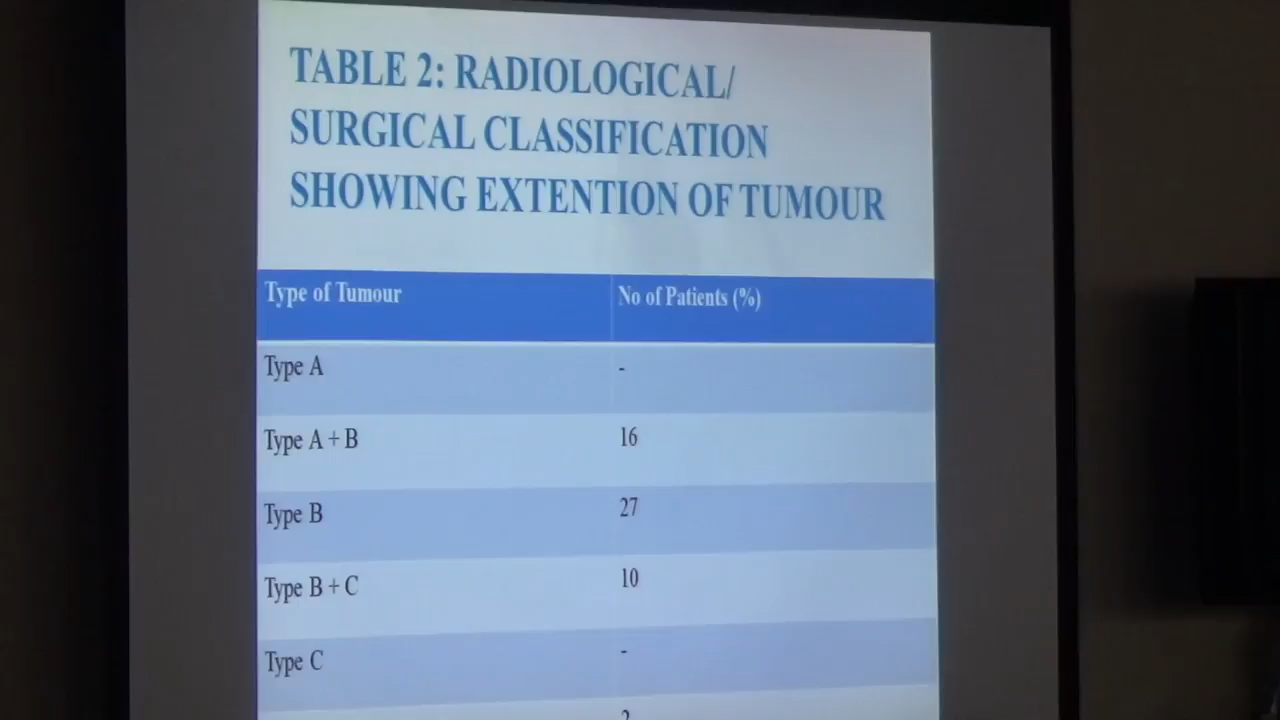 TABLE 2: RADIOLOGICAL/
SURGICAL CLASSIFICATION
SHOWING EXTENTION OF TUMOUR
Type of Tumour No of Patients (%)
Type A -
Type A + B 16
Type B 27
Type B + C 10
Type C -